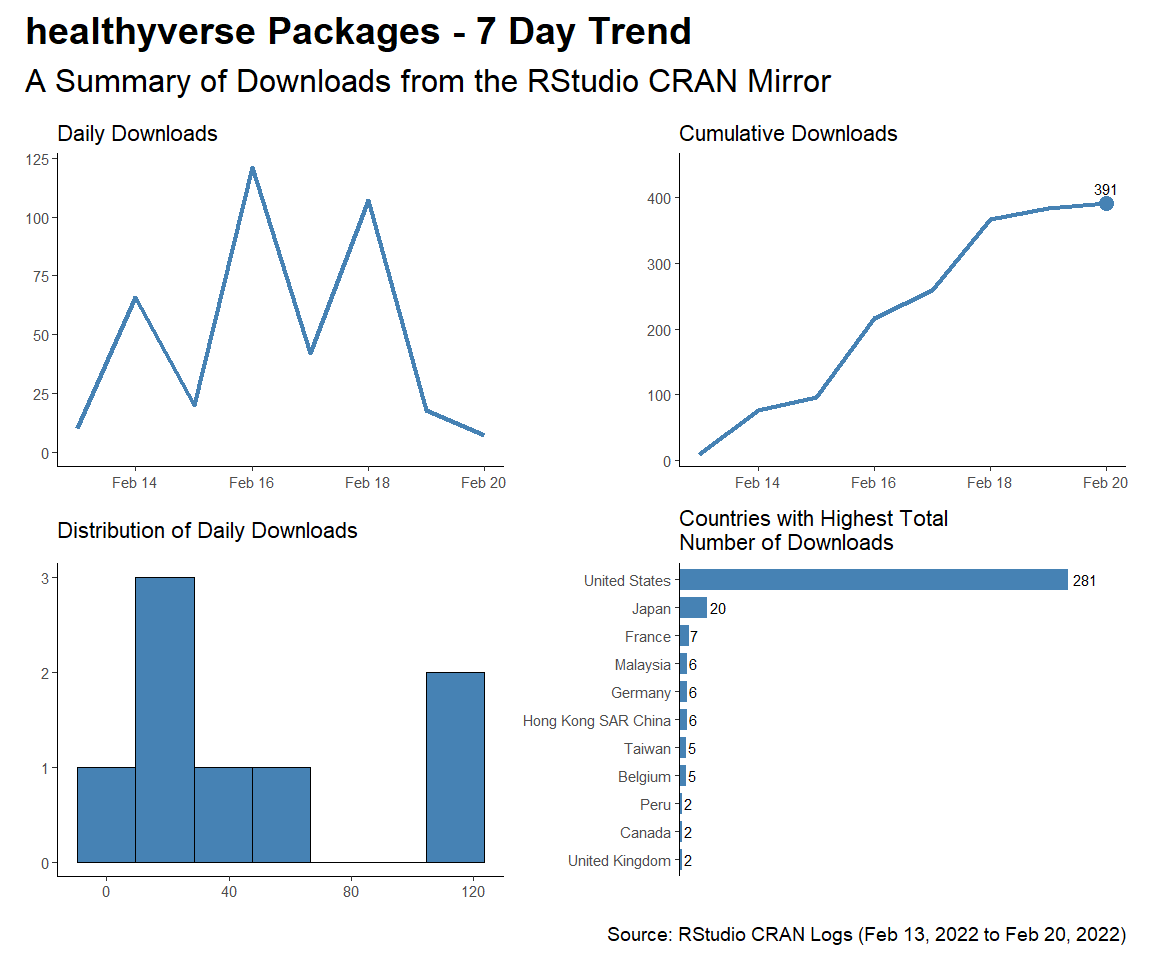 healthyverse Packages - 7 Day Trend
A Summary of Downloads from the RStudio CRAN Mirror
Daily Downloads
125
100
75
50
25
0
Feb 14 Feb 16 Feb 18 Feb 20
Cumulative Downloads
391
400
300
200
100
0
Feb 14 Feb 16 Feb 18 Feb 20
Distribution of Daily Downloads
3
2
1
0
0 40 80 120
Countries with Highest Total
Number of Downloads
United States 281
Japan 20
France 7
Malaysia 6
Germany 6
Hong Kong SAR China 6
Taiwan 5
Belgium 5
Peru 2
Canada 2
United Kingdom 2
Source: RStudio CRAN Logs (Feb 13, 2022 to Feb 20, 2022)